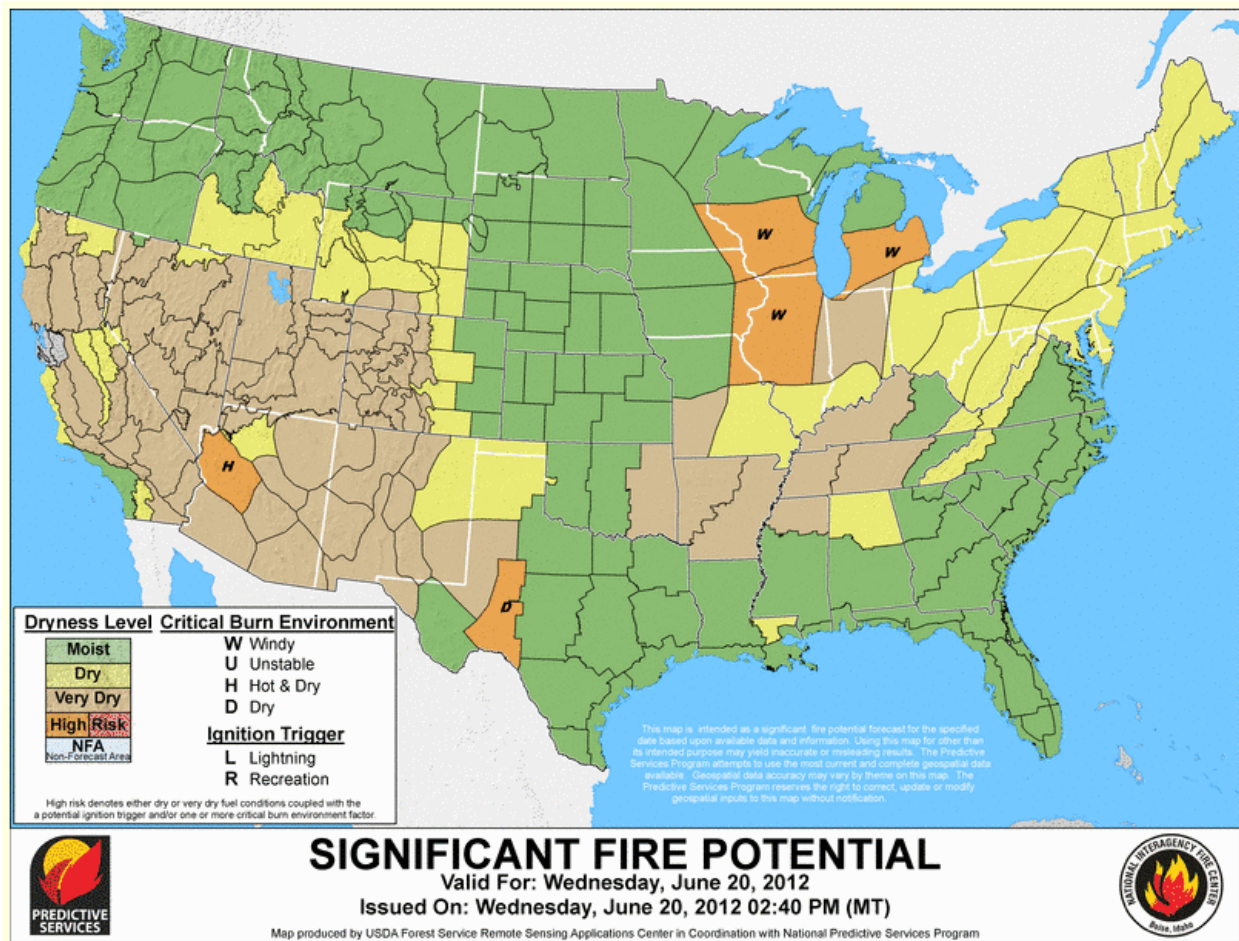 W
W
W
H
D
Dryness Level
Moist
Dry
Very Dry
High Risk
NFA
Non-Forecast Area
Critical Burn Environment
W Windy
U Unstable
H Hot & Dry
D Dry
Ignition Trigger
L Lightning
R Recreation
High risk denotes either dry or very dry fuel conditions coupled with the
a potential ignition trigger and/or one or more critical burn environment factor.
This map is intended as a significant fire potential forecast for the specified
date based upon available data and information. Using this map for other than
its intended purpose may yield inaccurate or misleading results. The Predictive
Services Program attempts to use the most current and complete geospatial data
available. Geospatial data accuracy may vary by theme on this map. The
Predictive Services Program reserves the right to correct, update or modify
geospatial inputs to this map without notification.
PREDICTIVE
SERVICES
SIGNIFICANT FIRE POTENTIAL
Valid For: Wednesday, June 20, 2012
Issued On: Wednesday, June 20, 2012 02:40 PM (MT)
Map produced by USDA Forest Service Remote Sensing Applications Center in Coordination with National Predictive Services Program
NATIONAL INTERAGENCY FIRE CENTER
Boise, Idaho